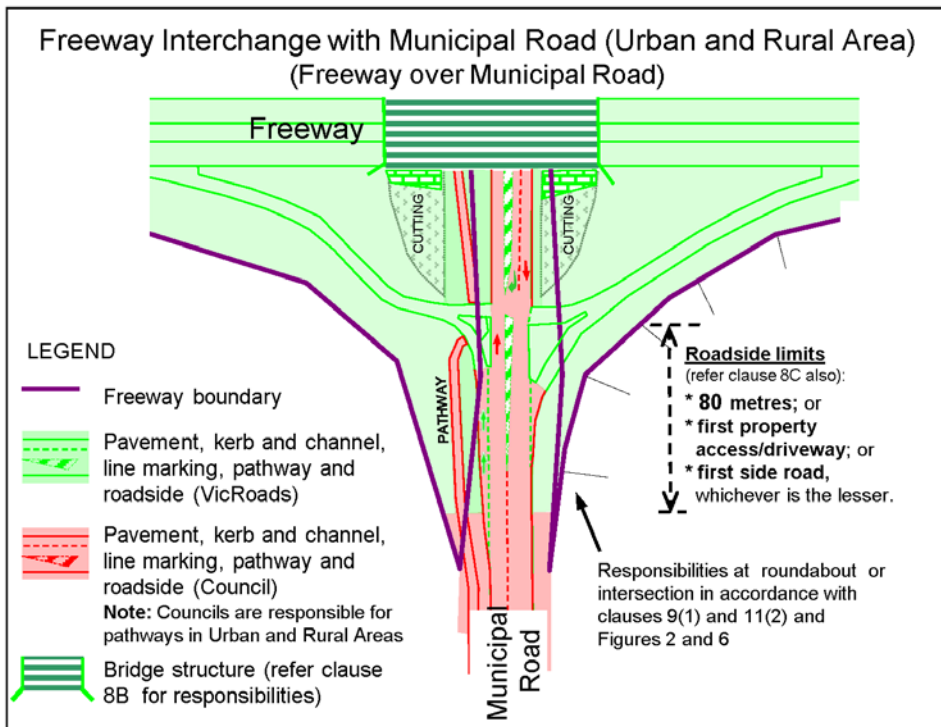 Freeway Interchange with Municipal Road (Urban and Rural Area)
(Freeway over Municipal Road)
Freeway
CUTTING
CUTTING
PATHWAY
Municipal
Road
LEGEND
Freeway boundary
Pavement, kerb and channel,
line marking, pathway and
roadside (VicRoads)
Pavement, kerb and channel,
line marking, pathway and
roadside (Council)
Note: Councils are responsible for
pathways in Urban and Rural Areas
Bridge structure (refer clause
8B for responsibilities)
Roadside limits
(refer clause 8C also):
* 80 metres; or
* first property
access/driveway; or
* first side road,
whichever is the lesser.
Responsibilities at roundabout or
intersection in accordance with
clauses 9(1) and 11(2) and
Figures 2 and 6